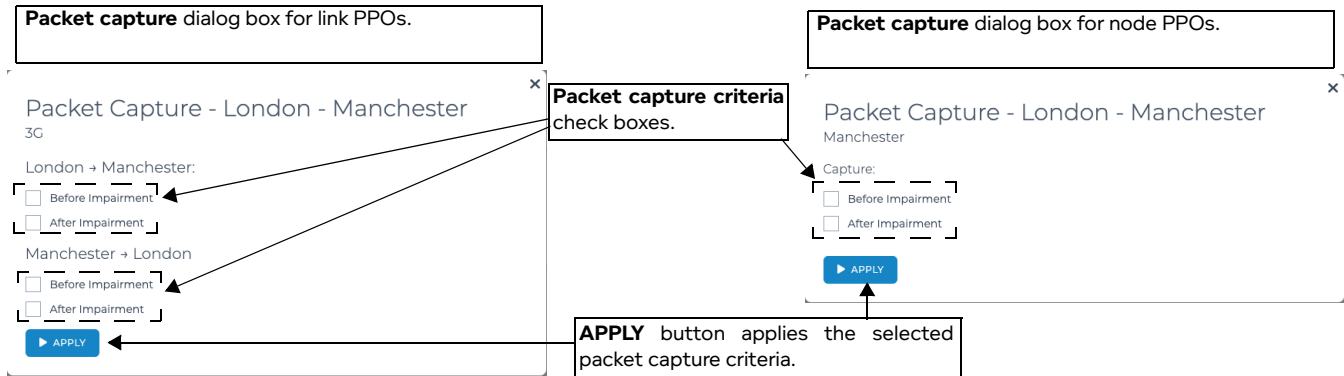 Packet capture dialog box for link PPOs.
×
Packet Capture - London - Manchester
3G
London → Manchester:
Before Impairment
After Impairment
Manchester → London
Before Impairment
After Impairment
APPLY
Packet capture criteria
check boxes.
APPLY button applies the selected
packet capture criteria.
Packet capture dialog box for node PPOs.
×
Packet Capture - London - Manchester
Manchester
Capture:
Before Impairment
After Impairment
APPLY